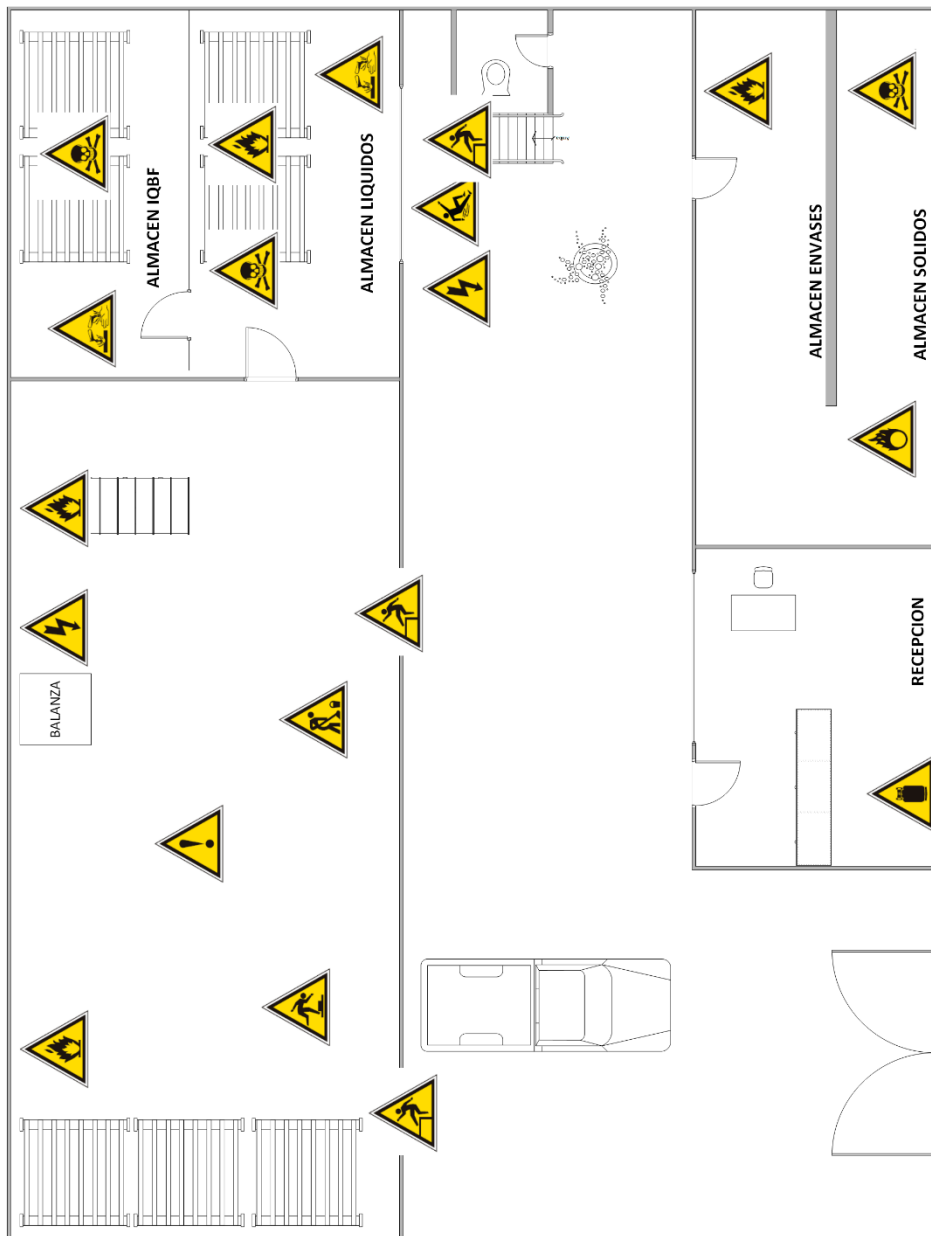 ALMACEN IQBF
ALMACEN LIQUIDOS
ALMACEN ENVASES
ALMACEN SOLIDOS
BALANZA
RECEPCION